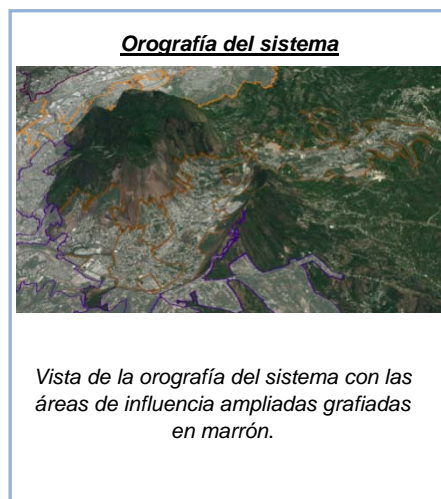 Orografía del sistema
Vista de la orografía del sistema con las
áreas de influencia ampliadas grafiadas
en marrón.